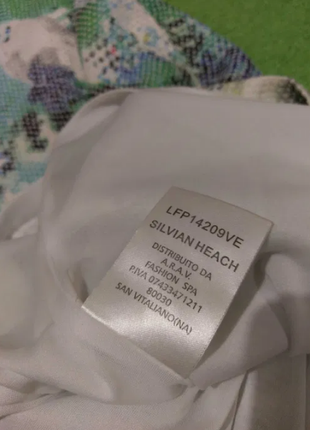 LFP14209VE
SILVIAN HEACH
DISTRIBUITO DA
A.R.A.V.
FASHION SPA
P.IVA 07433471211
80030
SAN VITALIANO(NA)